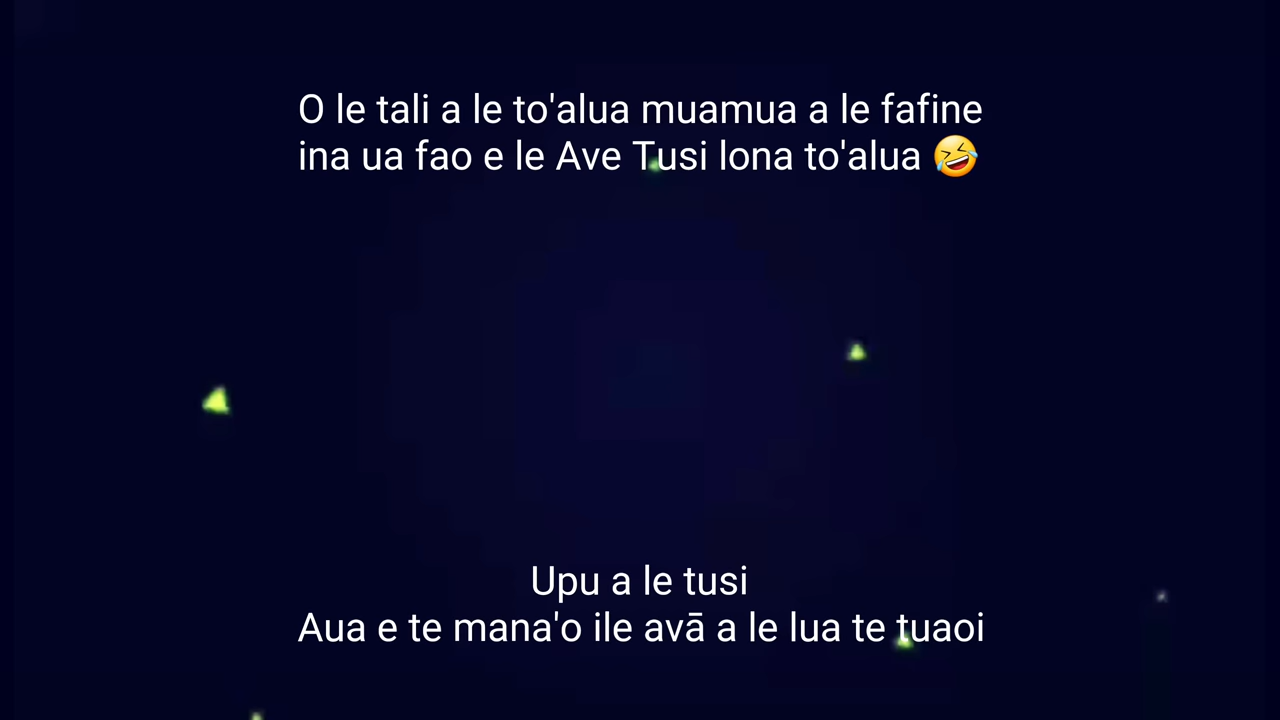 O le tali a le to'alua muamua a le fafine
ina ua fao e le Ave Tusi lona to'alua 🤣
Upu a le tusi
Aua e te mana'o ile avā a le lua te tuaoi